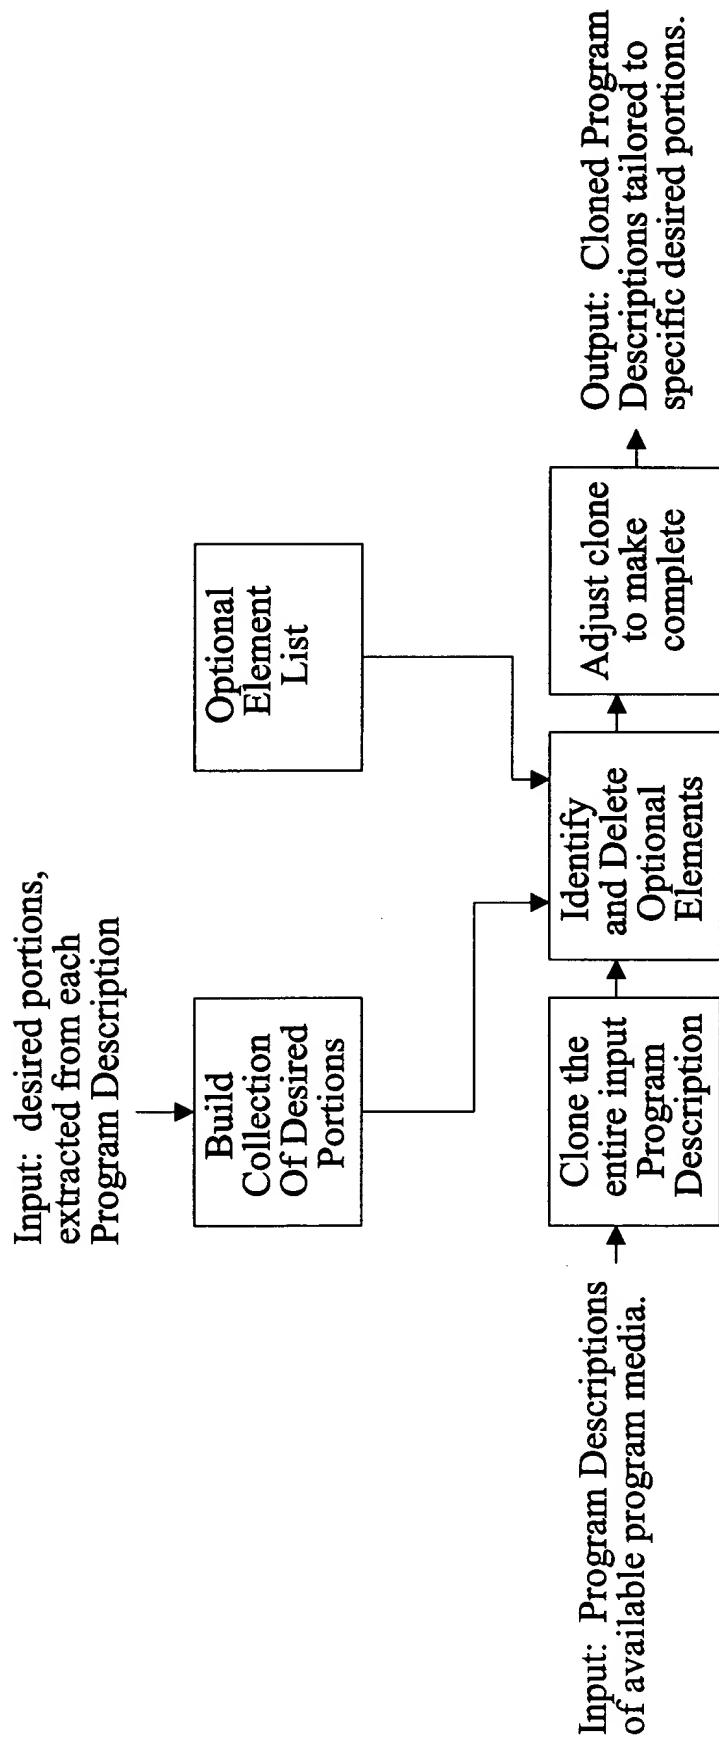 Input:  desired portions,
extracted from each
Program Description
Build
Collection
Of Desired
Portions
Optional
Element
List
Input:  Program Descriptions
of available program media.
Clone the
entire input
Program
Description
Identify
and Delete
Optional
Elements
Adjust clone
to make
complete
Output:  Cloned Program
Descriptions tailored to
specific desired portions.